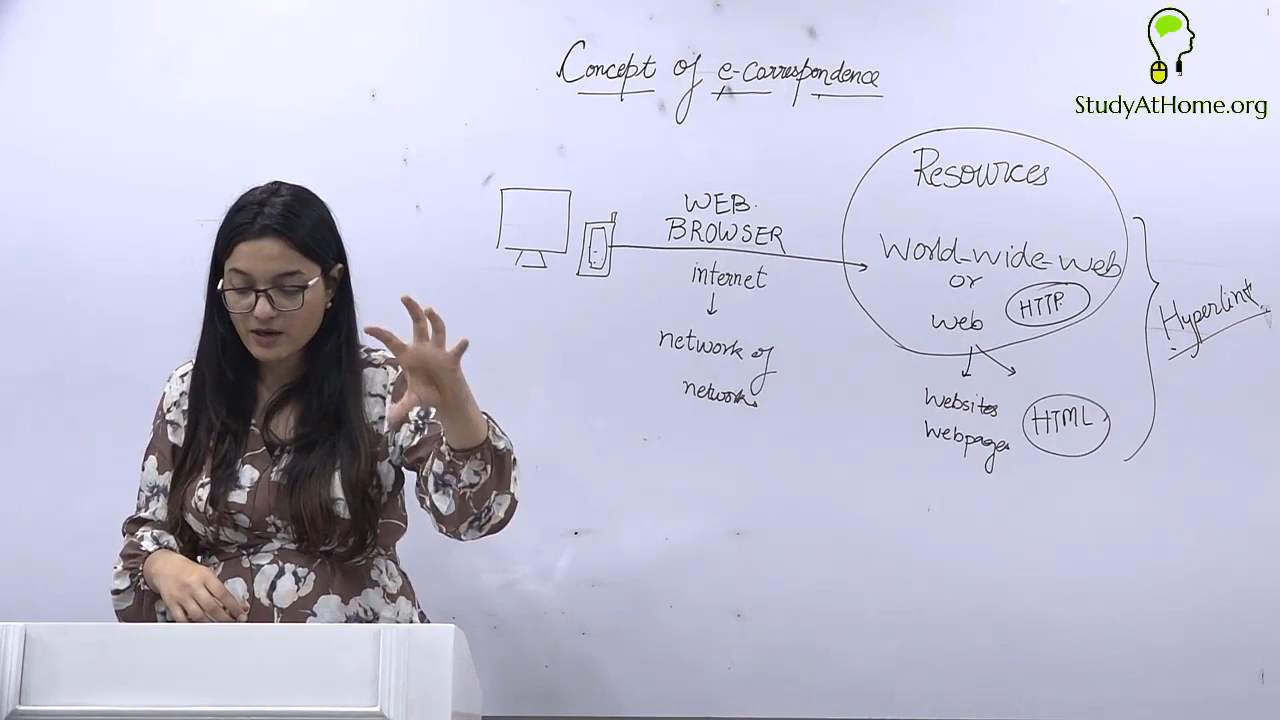 StudyAtHome.org
Concept of e-correspondence
Resources
WEB
BROWSER
internet
network of
network
World-wide-web
or
web
HTTP
Websites
webpages
HTML
Hyperlink